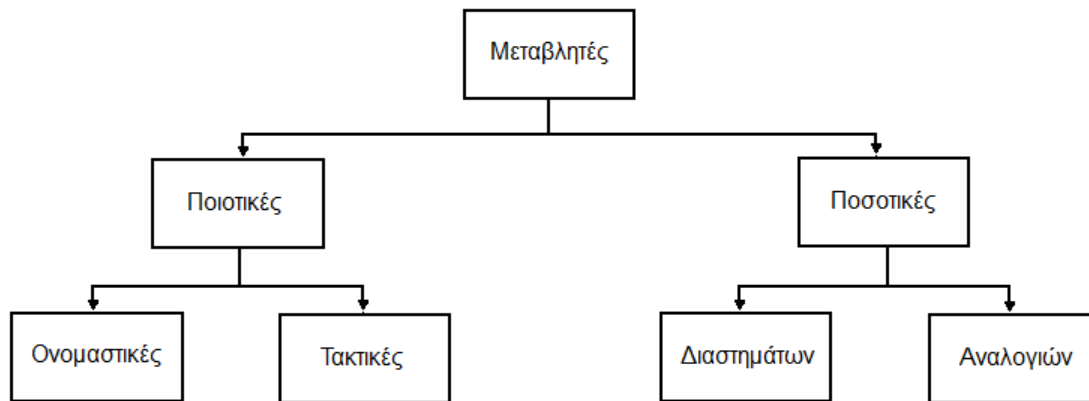 Μεταβλητές
Ποιοτικές
Ποσοτικές
Ονομαστικές
Τακτικές
Διαστημάτων
Αναλογιών